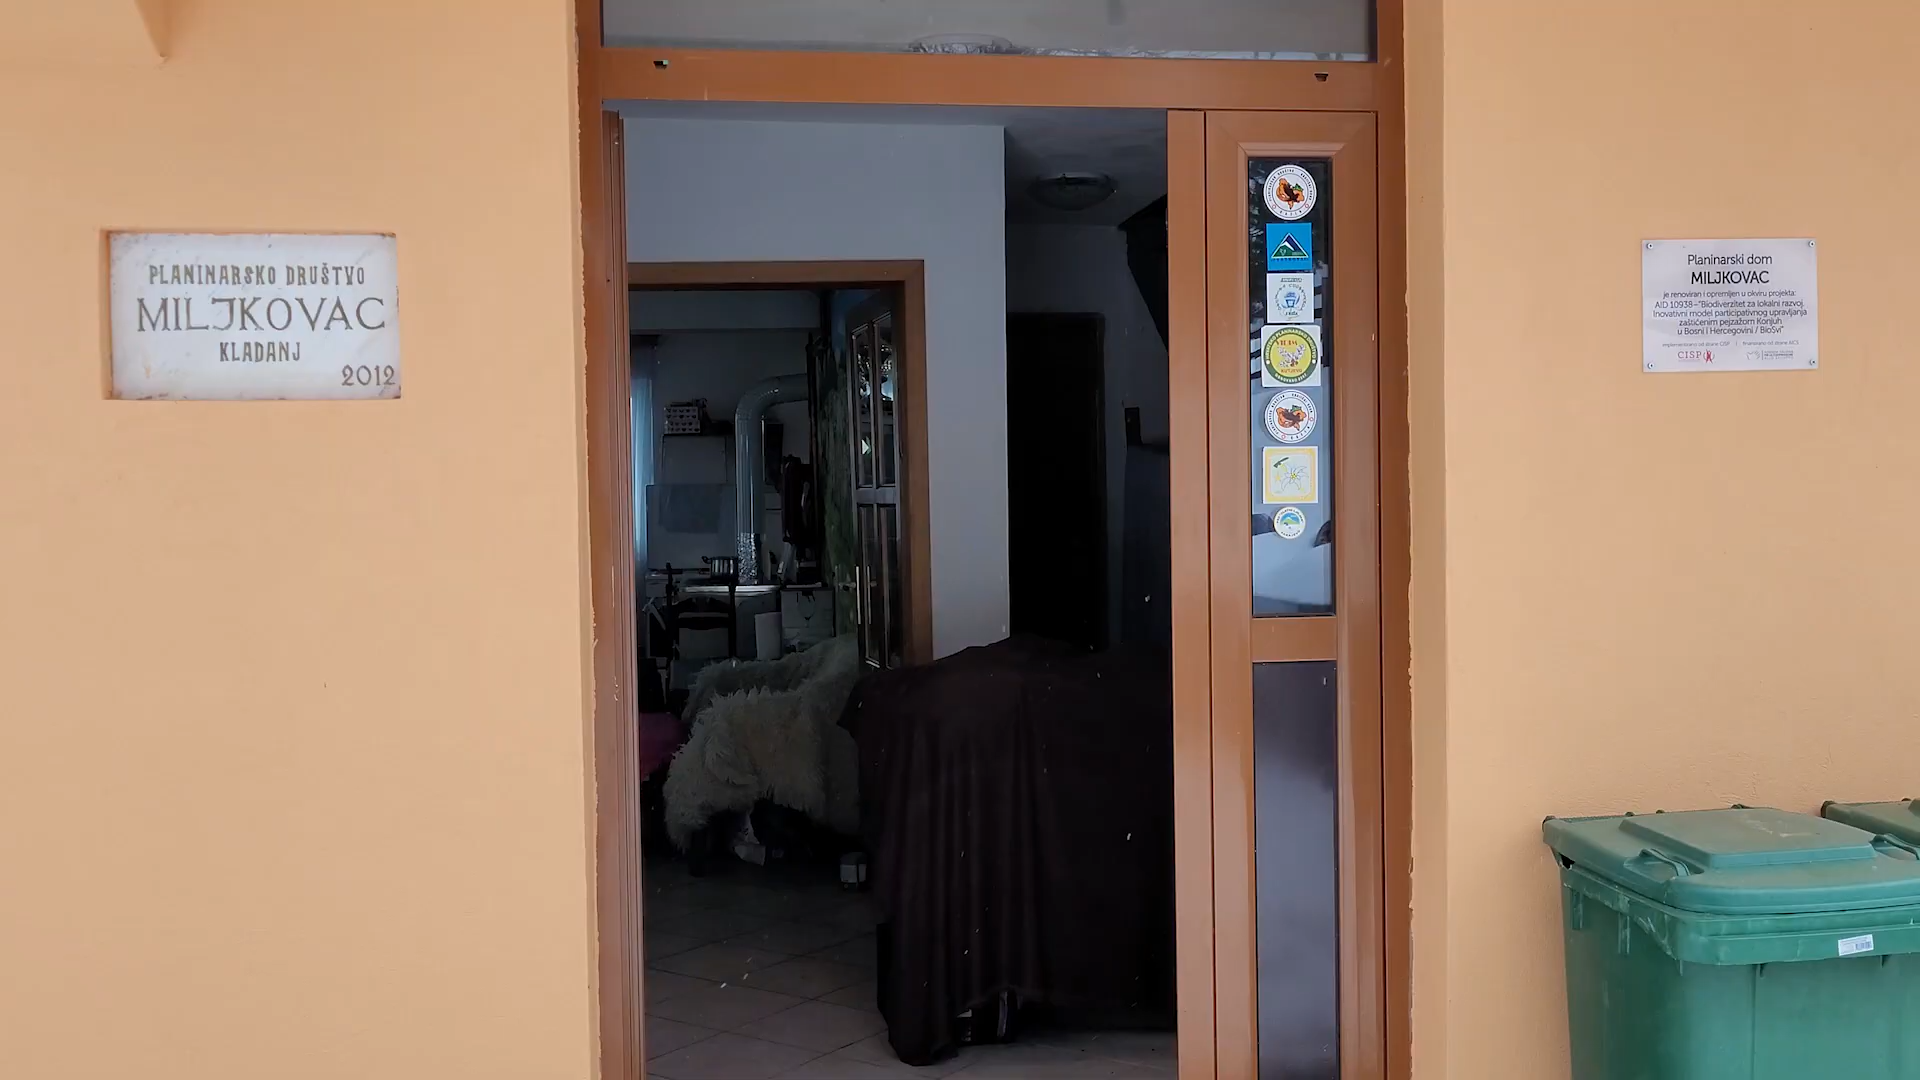 PLANINARSKO DRUŠTVO
MILJKOVAC
KLADANJ
2012
Planinarski dom
MILJKOVAC
je renoviran i opremljen u okviru projekta:
AID 10938–"Biodiverzitet za lokalni razvoj.
Inovativni model participativnog upravljanja
zaštićenim pejzažom Konjuh
u Bosni i Hercegovini / BioSvi"
CISP